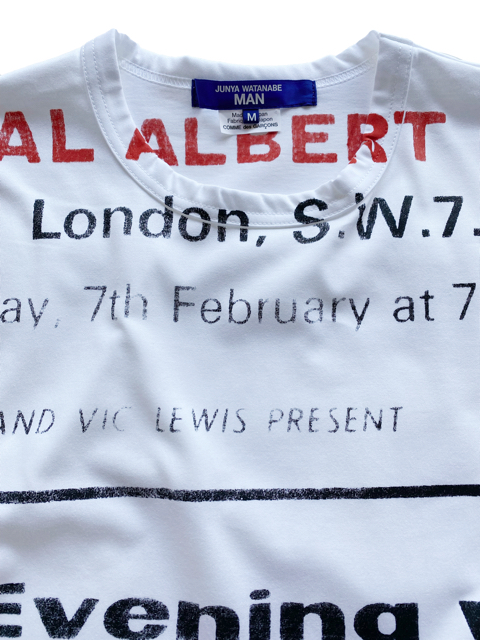 JUNYA WATANABE
MAN
M
COMME des GARÇONS
AL ALBERT
London, S.W.7.
ay, 7th February at 7
AND VIC LEWIS PRESENT
Evening